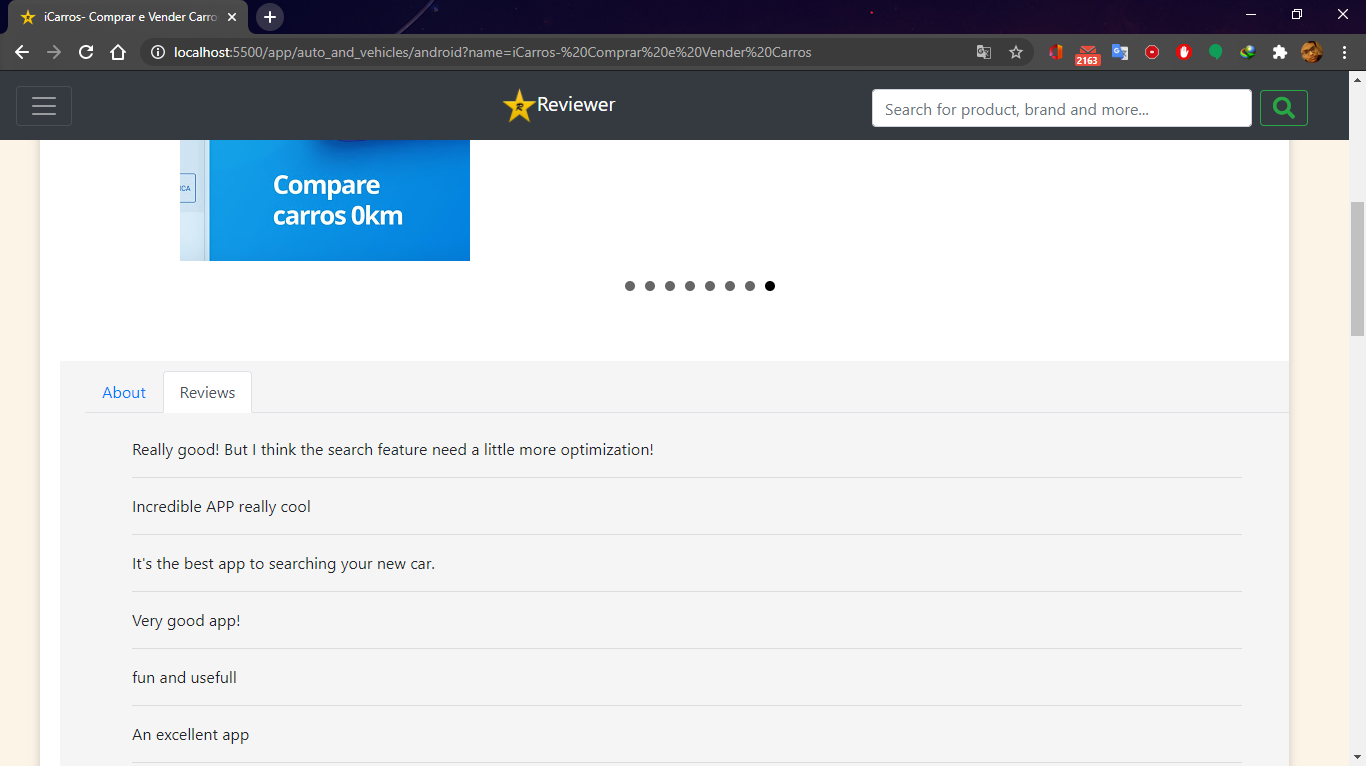 iCarros- Comprar e Vender Carro
localhost:5500/app/auto_and_vehicles/android?name=iCarros-%20Comprar%20e%20Vender%20Carros
2163
Reviewer
Search for product, brand and more...
ICA
Compare
carros 0km
About
Reviews
Really good! But I think the search feature need a little more optimization!
Incredible APP really cool
It's the best app to searching your new car.
Very good app!
fun and usefull
An excellent app